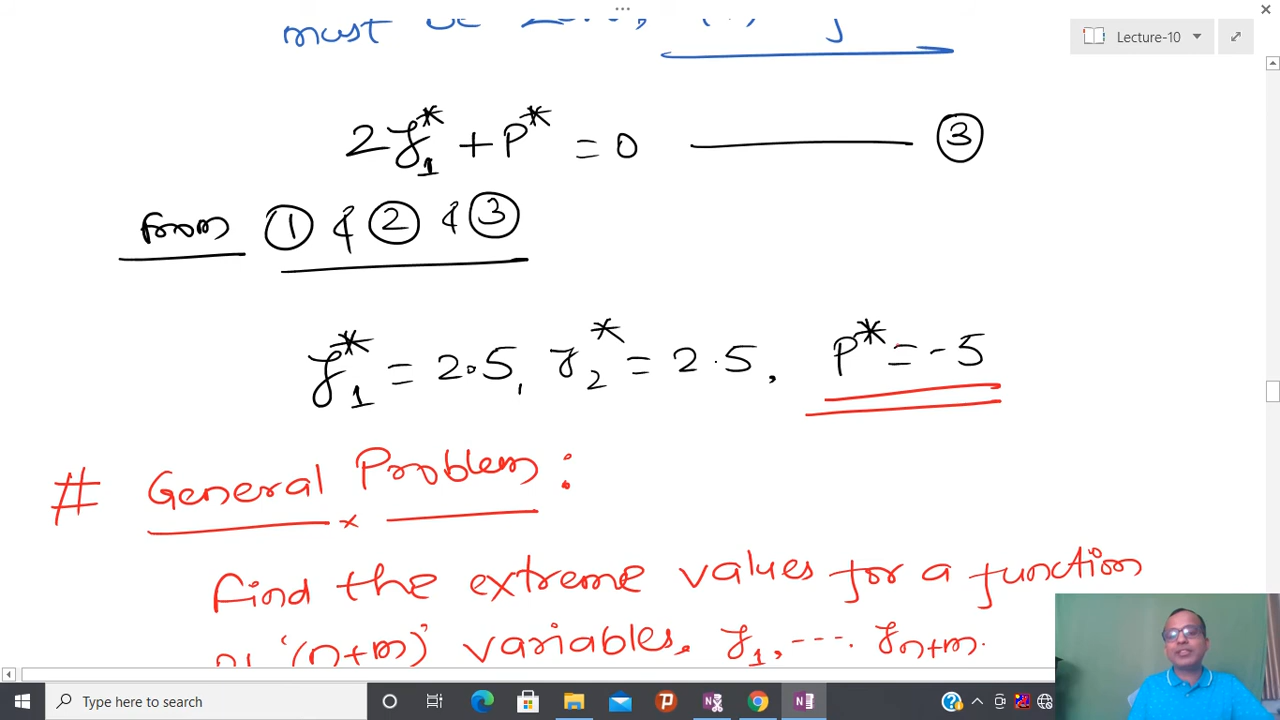 Lecture-10
must be
2y₁* + p* = 0 ——— ③
from ① & ② & ③
y₁* = 2.5, y₂* = 2.5, p* = -5
# General Problem:
Find the extreme values for a function
'(n+m)' variables, y₁, ---. yₙ₊ₘ.
Type here to search